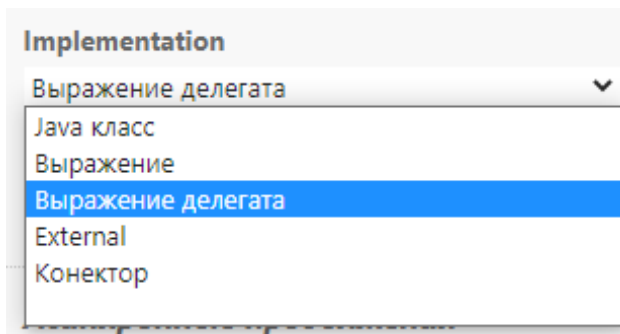 Implementation
Выражение делегата
Java класс
Выражение
Выражение делегата
External
Конектор